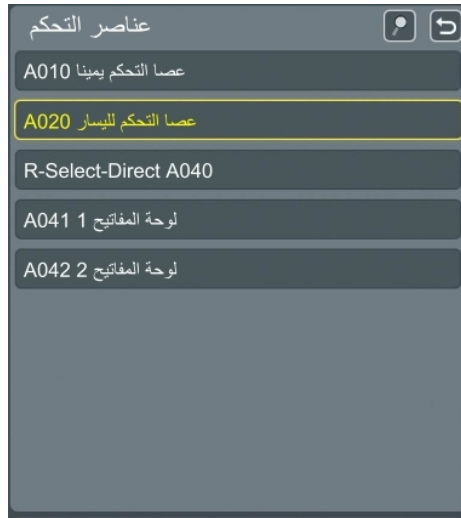 عناصر التحكم
عصا التحكم يمينا A010
عصا التحكم لليسار A020
R-Select-Direct A040
لوحة المفاتيح 1 A041
لوحة المفاتيح 2 A042